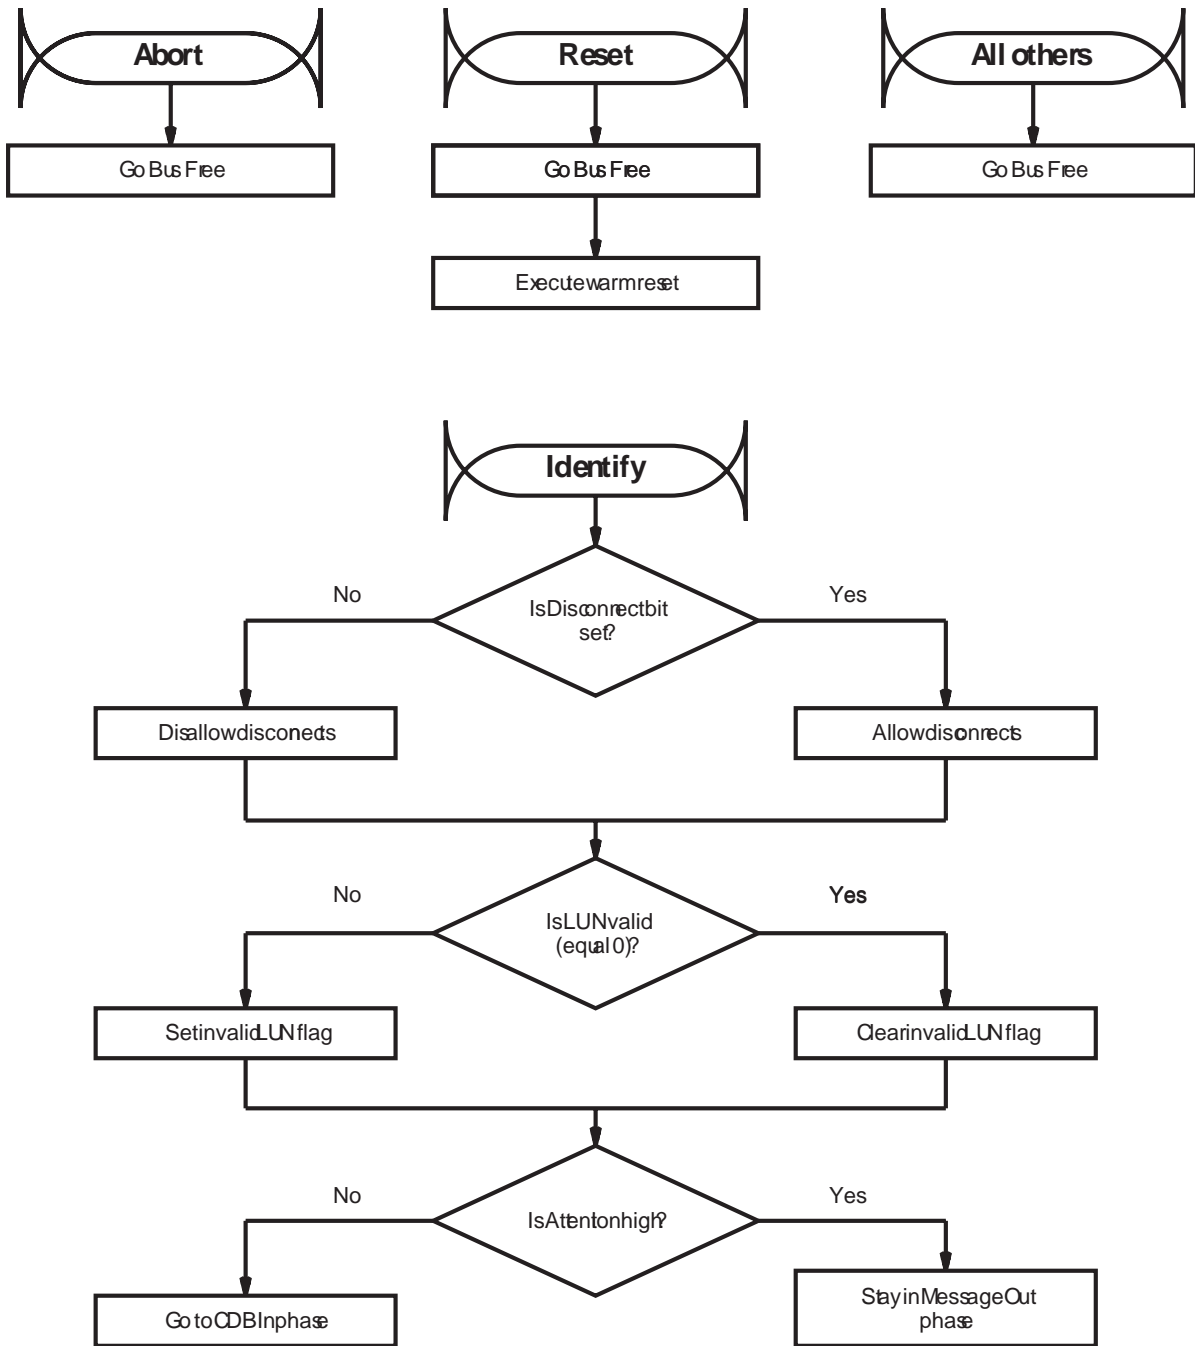 Abort
Reset
All others
Go Bus Free
Go Bus Free
Go Bus Free
Execute warm reset
Identify
No
Yes
Is Disconnect bit
set?
Disallow disconects
Allow disconnects
No
Yes
Is LUN valid
(equal 0)?
Set invalid LUN flag
Clear invalid LUN flag
No
Yes
Is Attenton high?
Go to CDB In phase
Stay in Message Out
phase